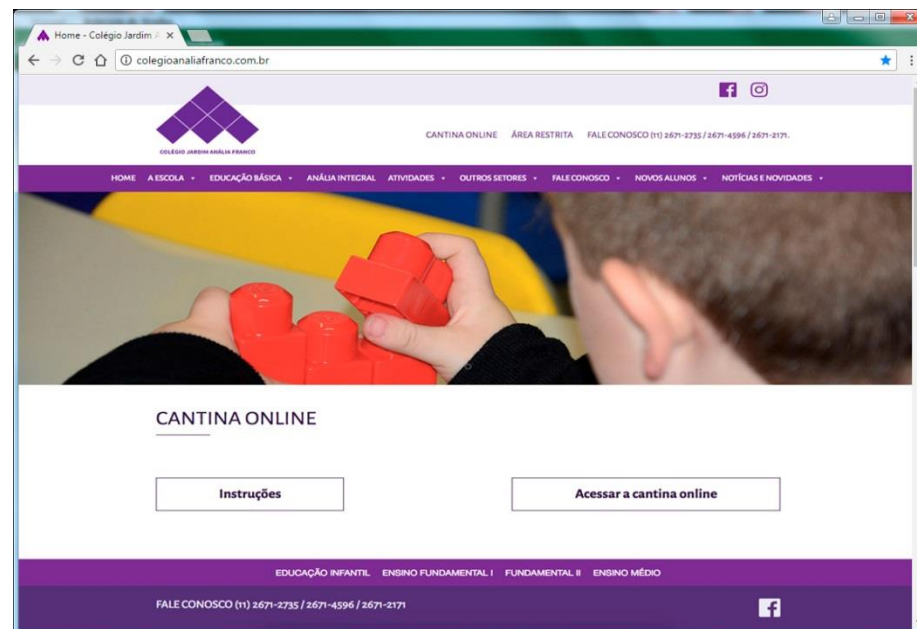 Home - Colégio Jardim A
colegioanaliafranco.com.br
COLÉGIO JARDIM ANÁLIA FRANCO
CANTINA ONLINE ÁREA RESTRITA FALE CONOSCO (11) 2671-2735 / 2671-4596 / 2671-2171.
HOME A ESCOLA EDUCAÇÃO BÁSICA ANÁLIA INTEGRAL ATIVIDADES OUTROS SETORES FALE CONOSCO NOVOS ALUNOS NOTÍCIAS E NOVIDADES
CANTINA ONLINE
Instruções Acessar a cantina online
EDUCAÇÃO INFANTIL ENSINO FUNDAMENTAL I FUNDAMENTAL II ENSINO MÉDIO
FALE CONOSCO (11) 2671-2735 / 2671-4596 / 2671-2171